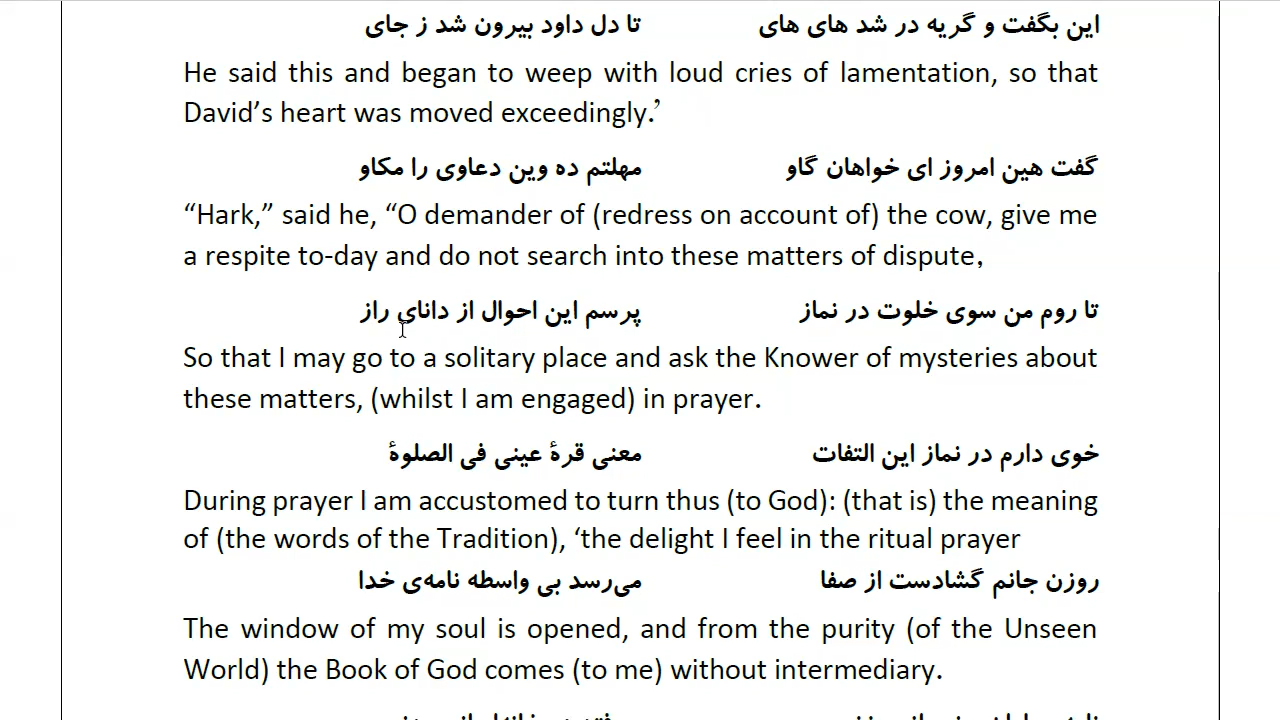 این بگفت و گریه در شد های های تا دل داود بیرون شد ز جای
He said this and began to weep with loud cries of lamentation, so that
David’s heart was moved exceedingly.’
گفت هین امروز ای خواهان گاو مهلتم ده وین دعاوی را مکاو
“Hark,” said he, “O demander of (redress on account of) the cow, give me
a respite to-day and do not search into these matters of dispute,
تا روم من سوی خلوت در نماز پرسم این احوال از دانای راز
So that I may go to a solitary place and ask the Knower of mysteries about
these matters, (whilst I am engaged) in prayer.
خوی دارم در نماز این التفات معنی قرهٔ عینی فی الصلوهٔ
During prayer I am accustomed to turn thus (to God): (that is) the meaning
of (the words of the Tradition), ‘the delight I feel in the ritual prayer
روزن جانم گشادست از صفا می‌رسد بی واسطه نامه‌ی خدا
The window of my soul is opened, and from the purity (of the Unseen
World) the Book of God comes (to me) without intermediary.